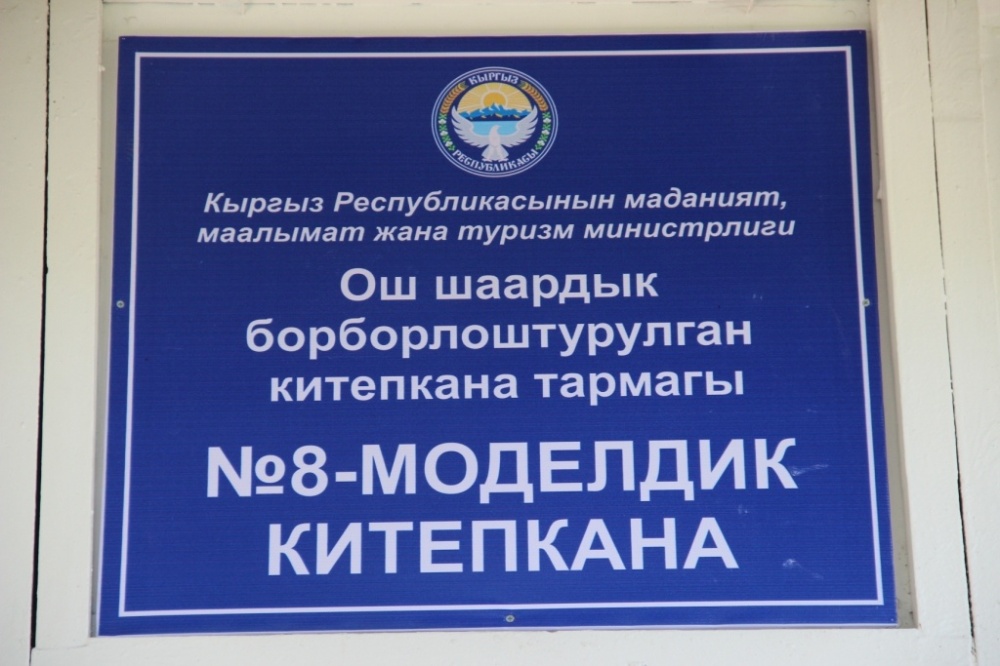 КЫРГЫЗ
РЕСПУБЛИКАСЫ
Кыргыз Республикасынын маданият,
маалымат жана туризм министрлиги
Ош шаардык
борборлоштурулган
китепкана тармагы
№8-МОДЕЛДИК
КИТЕПКАНА